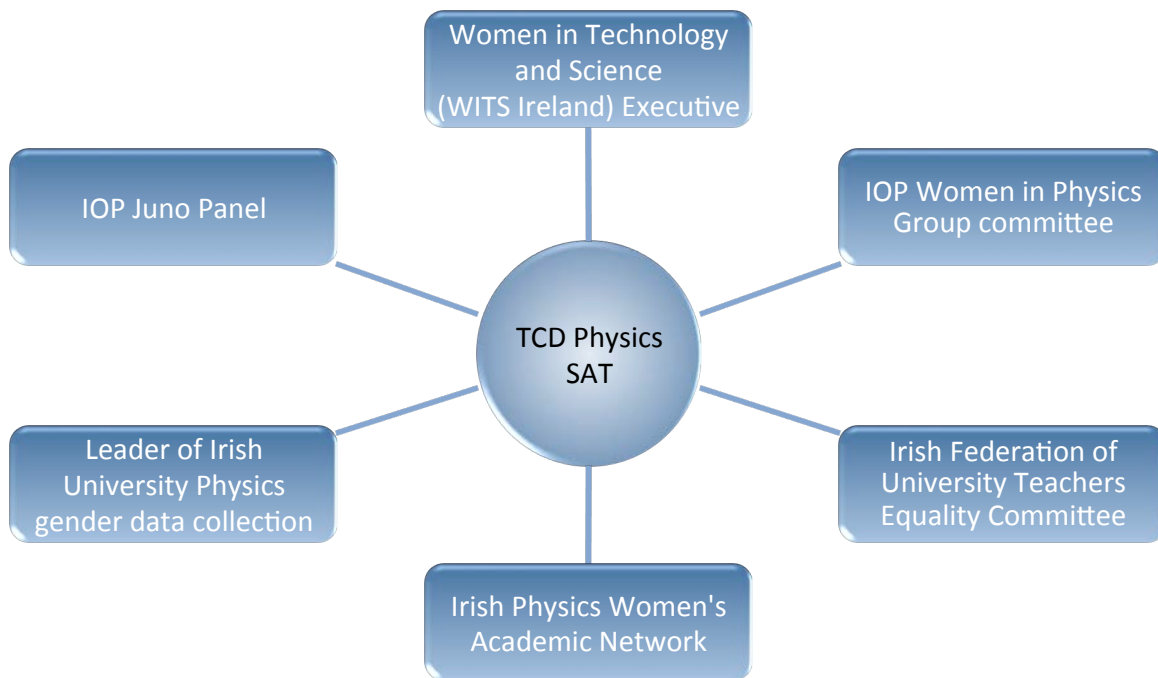 Women in Technology
and Science
(WITS Ireland) Executive
IOP Juno Panel
IOP Women in Physics
Group committee
TCD Physics
SAT
Leader of Irish
University Physics
gender data collection
Irish Federation of
University Teachers
Equality Committee
Irish Physics Women's
Academic Network